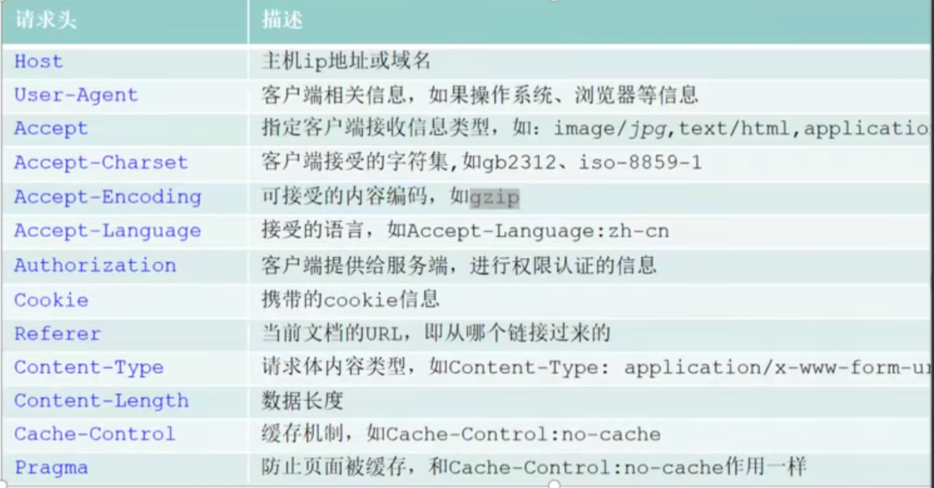 请求头 描述
Host 主机ip地址或域名
User-Agent 客户端相关信息，如果操作系统、浏览器等信息
Accept 指定客户端接收信息类型，如：image/jpg,text/html,applicatio
Accept-Charset 客户端接受的字符集,如gb2312、iso-8859-1
Accept-Encoding 可接受的内容编码，如gzip
Accept-Language 接受的语言，如Accept-Language:zh-cn
Authorization 客户端提供给服务端，进行权限认证的信息
Cookie 携带的cookie信息
Referer 当前文档的URL，即从哪个链接过来的
Content-Type 请求体内容类型，如Content-Type: application/x-www-form-ur
Content-Length 数据长度
Cache-Control 缓存机制，如Cache-Control:no-cache
Pragma 防止页面被缓存，和Cache-Control:no-cache作用一样